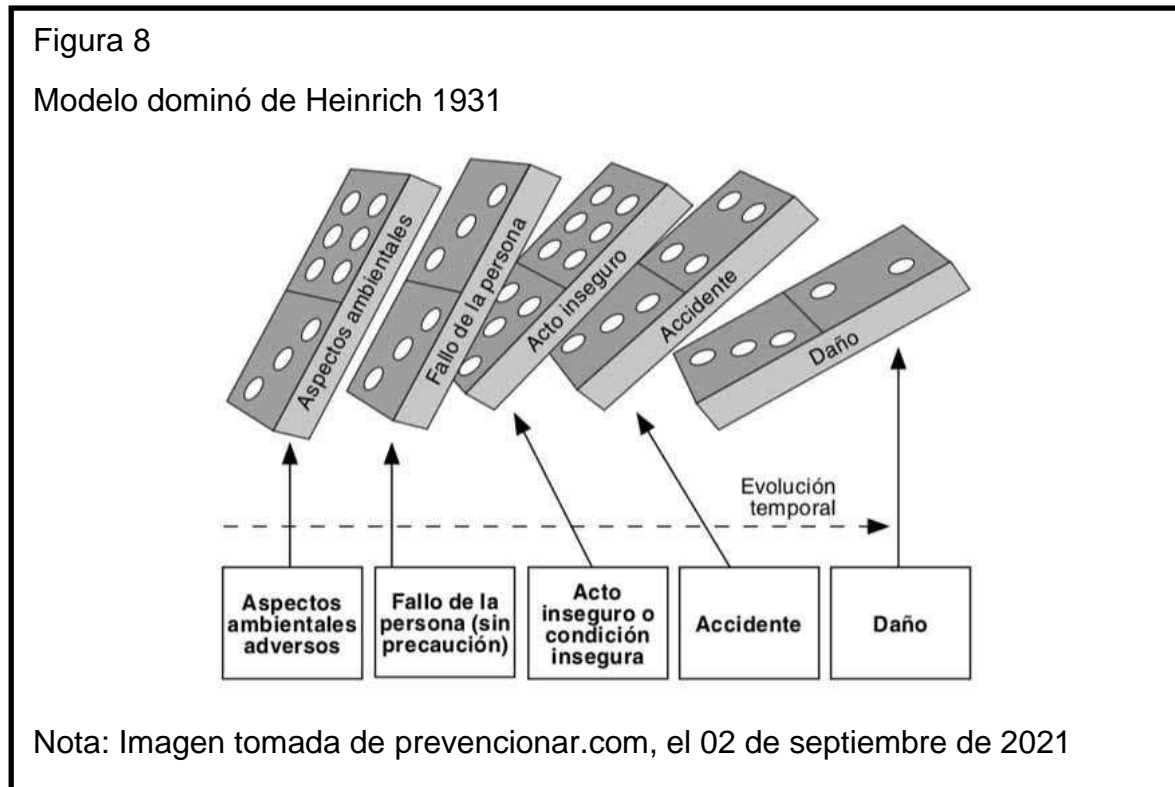 Figura 8
Modelo dominó de Heinrich 1931
Aspectos ambientales
Fallo de la persona
Acto inseguro
Accidente
Daño
Evolución
temporal
Aspectos
ambientales
adversos
Fallo de la
persona (sin
precaución)
Acto
inseguro o
condición
insegura
Accidente
Daño
Nota: Imagen tomada de prevencionar.com, el 02 de septiembre de 2021